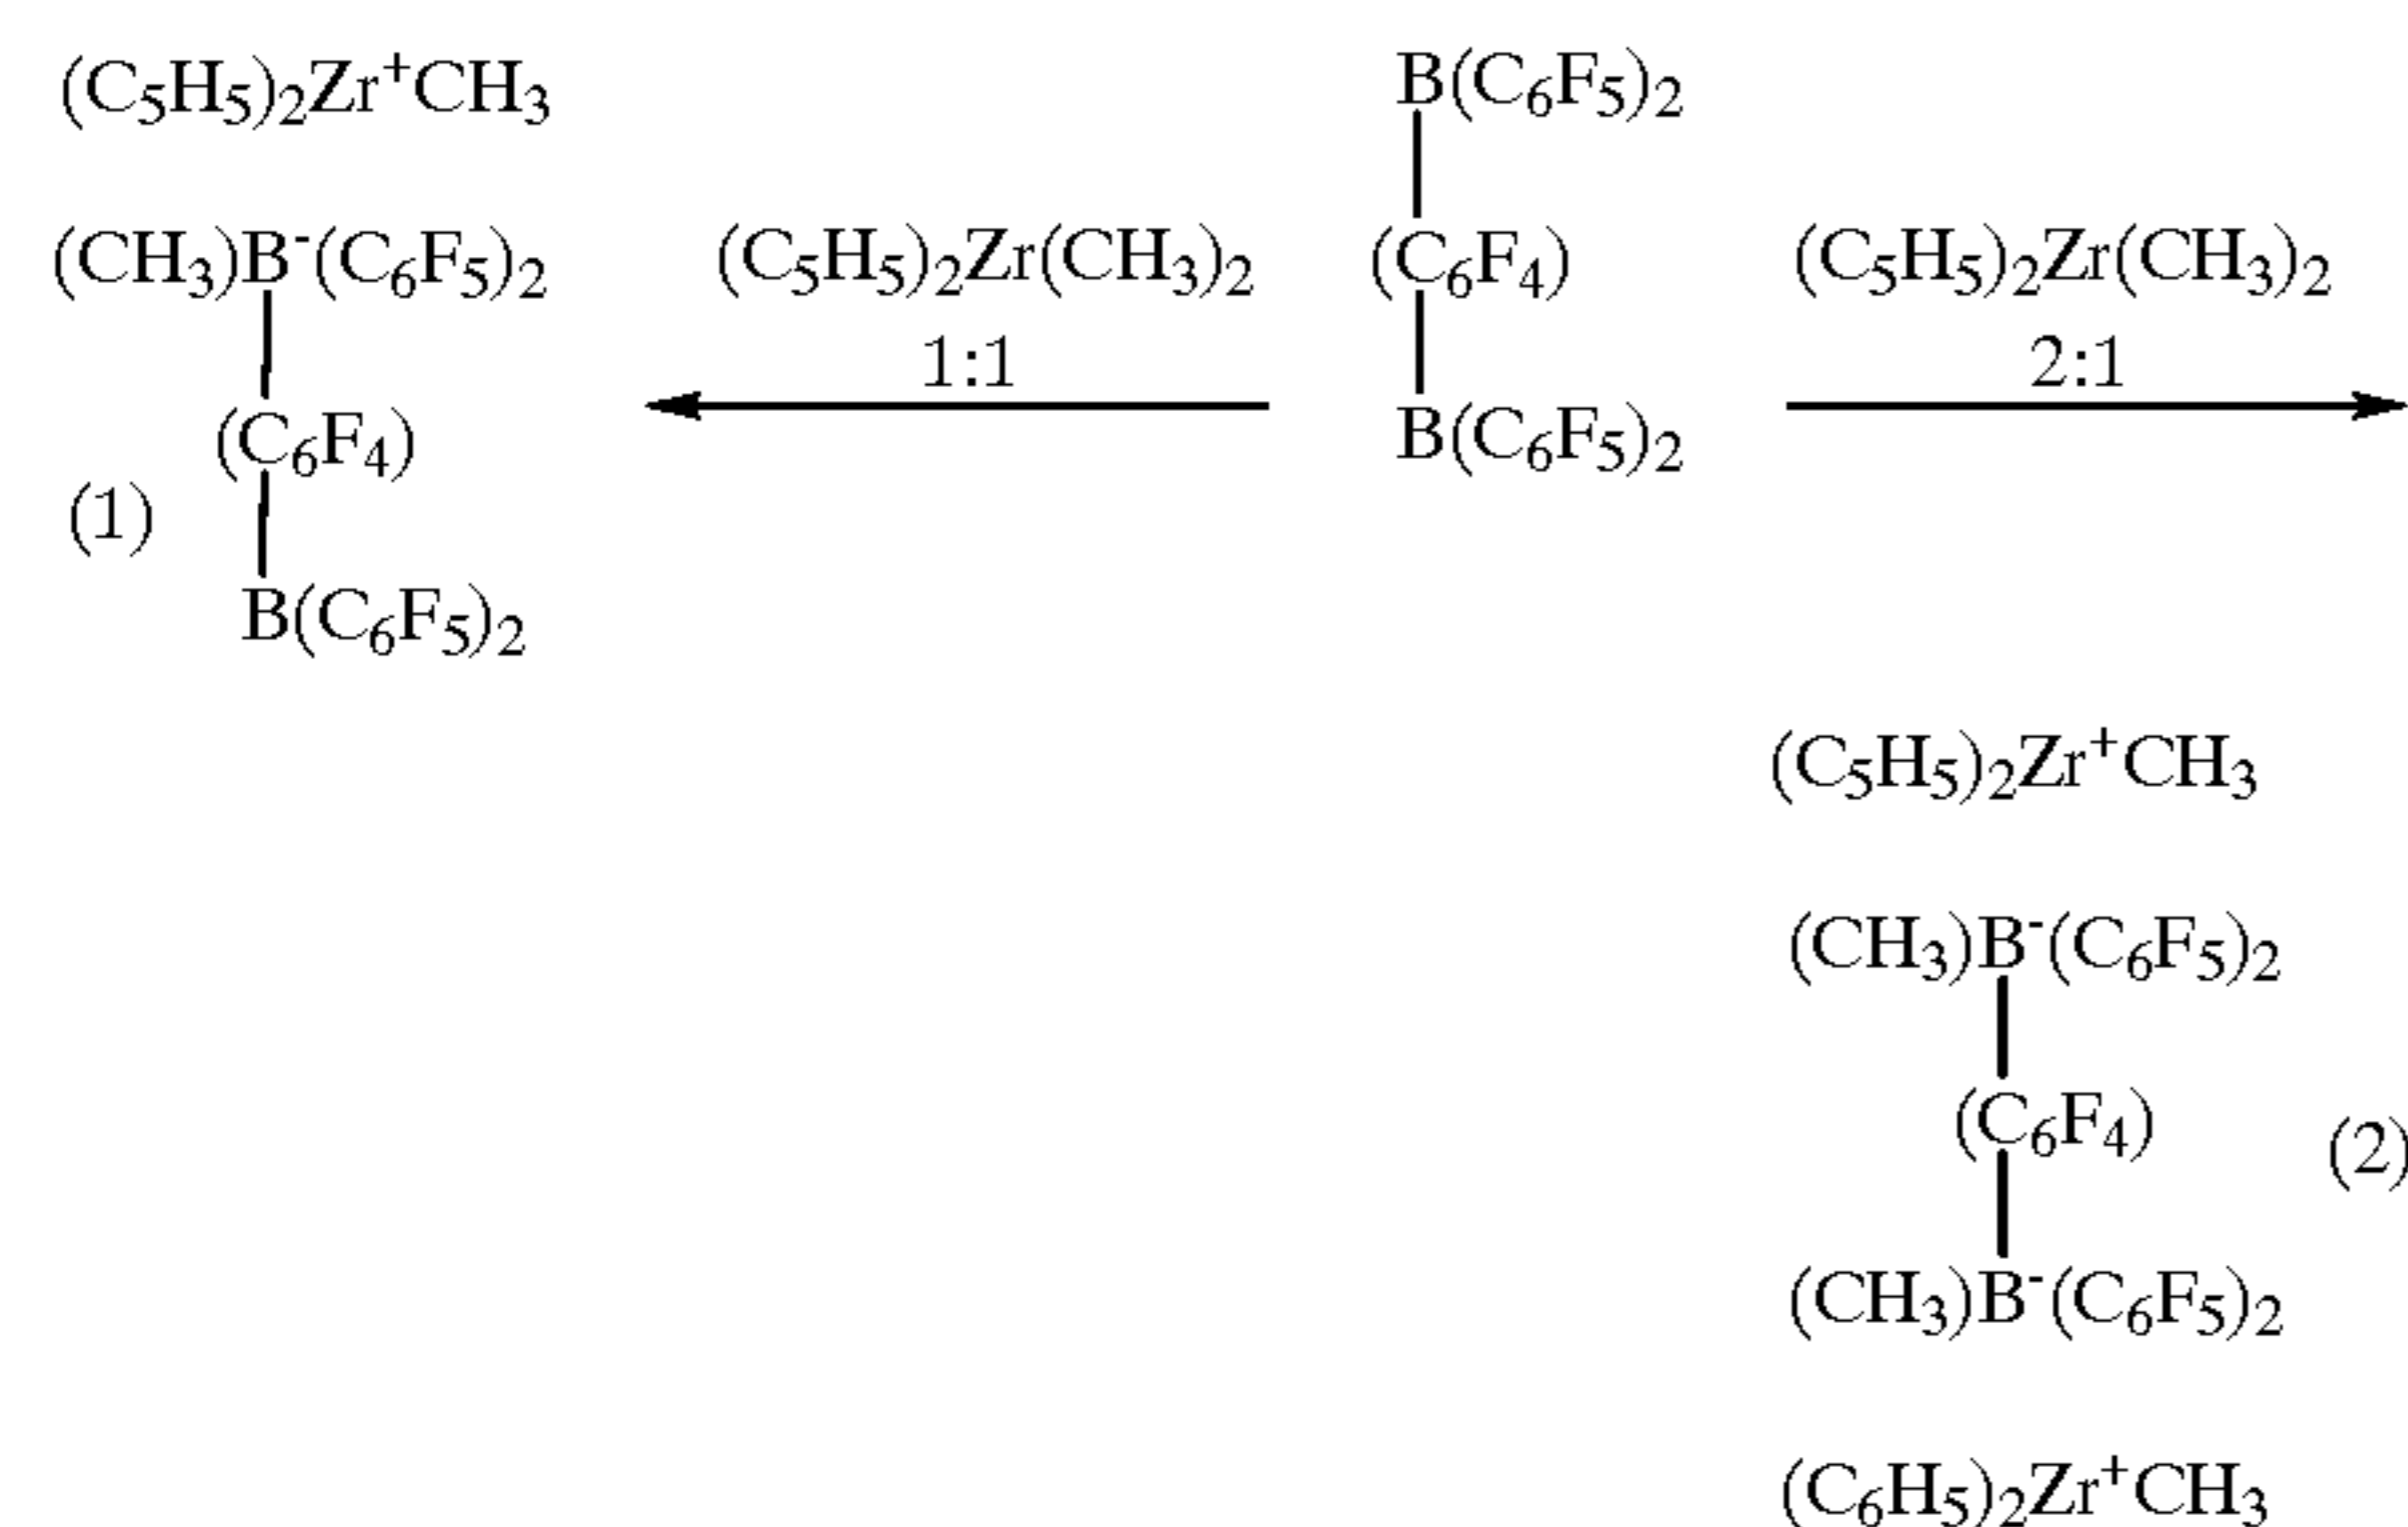 (C5H5)2Zr+CH3
(CH3)B-(C6F5)2
(C6F4)
(1)
B(C6F5)2
(C5H5)2Zr(CH3)2
1:1
B(C6F5)2
(C6F4)
B(C6F5)2
(C5H5)2Zr(CH3)2
2:1
(C5H5)2Zr+CH3
(CH3)B-(C6F5)2
(C6F4)
(2)
(CH3)B-(C6F5)2
(C6H5)2Zr+CH3